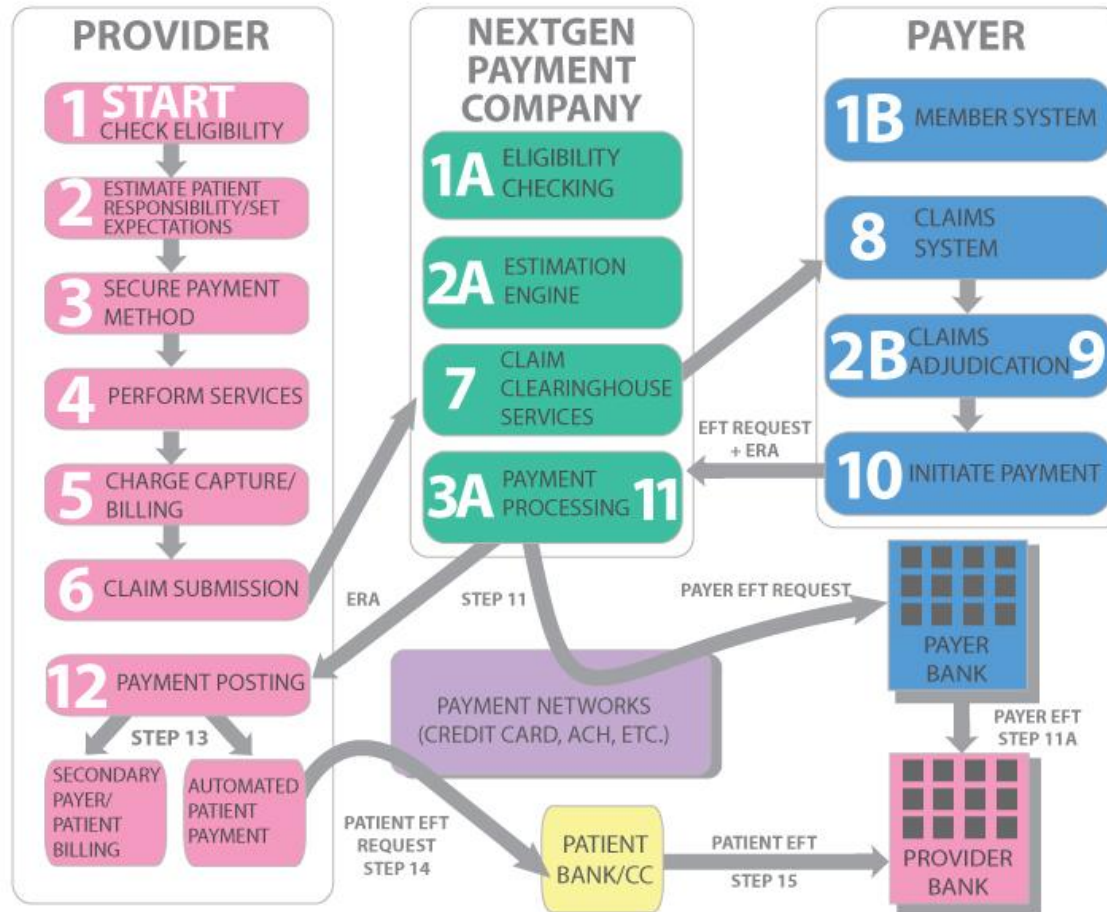 PROVIDER
1 START
CHECK ELIGIBILITY
2 ESTIMATE PATIENT
RESPONSIBILITY/SET
EXPECTATIONS
3 SECURE PAYMENT
METHOD
4 PERFORM SERVICES
5 CHARGE CAPTURE/
BILLING
6 CLAIM SUBMISSION
12 PAYMENT POSTING
STEP 13
SECONDARY
PAYER/
PATIENT
BILLING
AUTOMATED
PATIENT
PAYMENT
NEXTGEN
PAYMENT
COMPANY
1A ELIGIBILITY
CHECKING
2A ESTIMATION
ENGINE
7 CLAIM
CLEARINGHOUSE
SERVICES
3A PAYMENT
PROCESSING 11
PAYER
1B MEMBER SYSTEM
8 CLAIMS
SYSTEM
2B CLAIMS
ADJUDICATION 9
10 INITIATE PAYMENT
EFT REQUEST
+ ERA
ERA
STEP 11
PAYER EFT REQUEST
PAYMENT NETWORKS
(CREDIT CARD, ACH, ETC.)
PAYER
BANK
PAYER EFT
STEP 11A
PATIENT EFT
REQUEST
STEP 14
PATIENT
BANK/CC
PATIENT EFT
STEP 15
PROVIDER
BANK